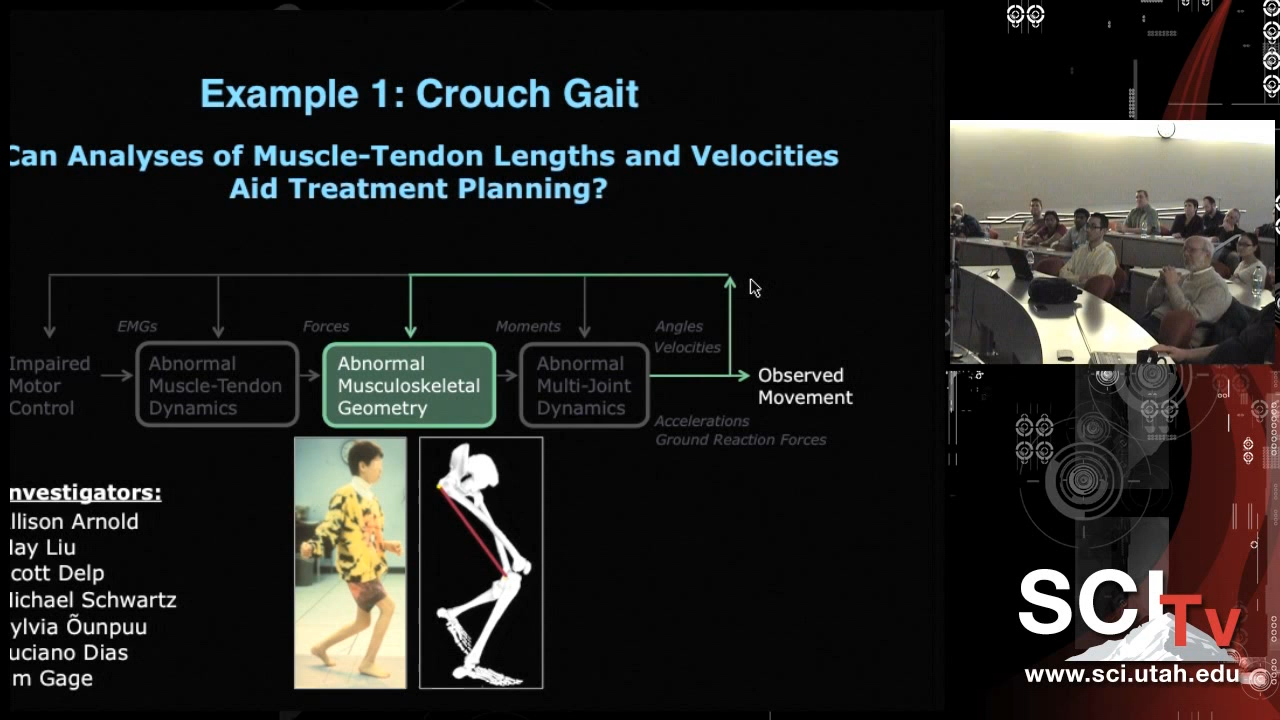 Example 1: Crouch Gait
Can Analyses of Muscle-Tendon Lengths and Velocities
Aid Treatment Planning?
EMGs
Forces
Moments
Angles
Velocities
Impaired
Motor
Control
Abnormal
Muscle-Tendon
Dynamics
Abnormal
Musculoskeletal
Geometry
Abnormal
Multi-Joint
Dynamics
Observed
Movement
Accelerations
Ground Reaction Forces
nvestigators:
llison Arnold
lay Liu
cott Delp
lichael Schwartz
ylvia Õunpuu
uciano Dias
m Gage
SCI
TV
www.sci.utah.edu